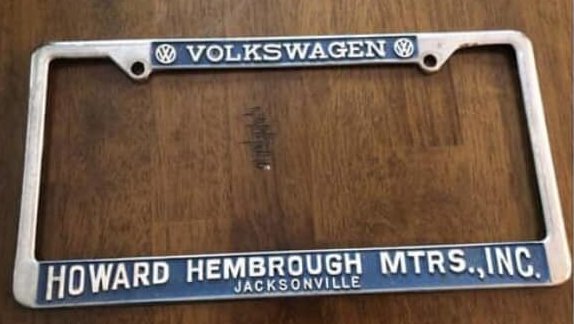 VOLKSWAGEN
HOWARD HEMBROUGH MTRS., INC.
JACKSONVILLE